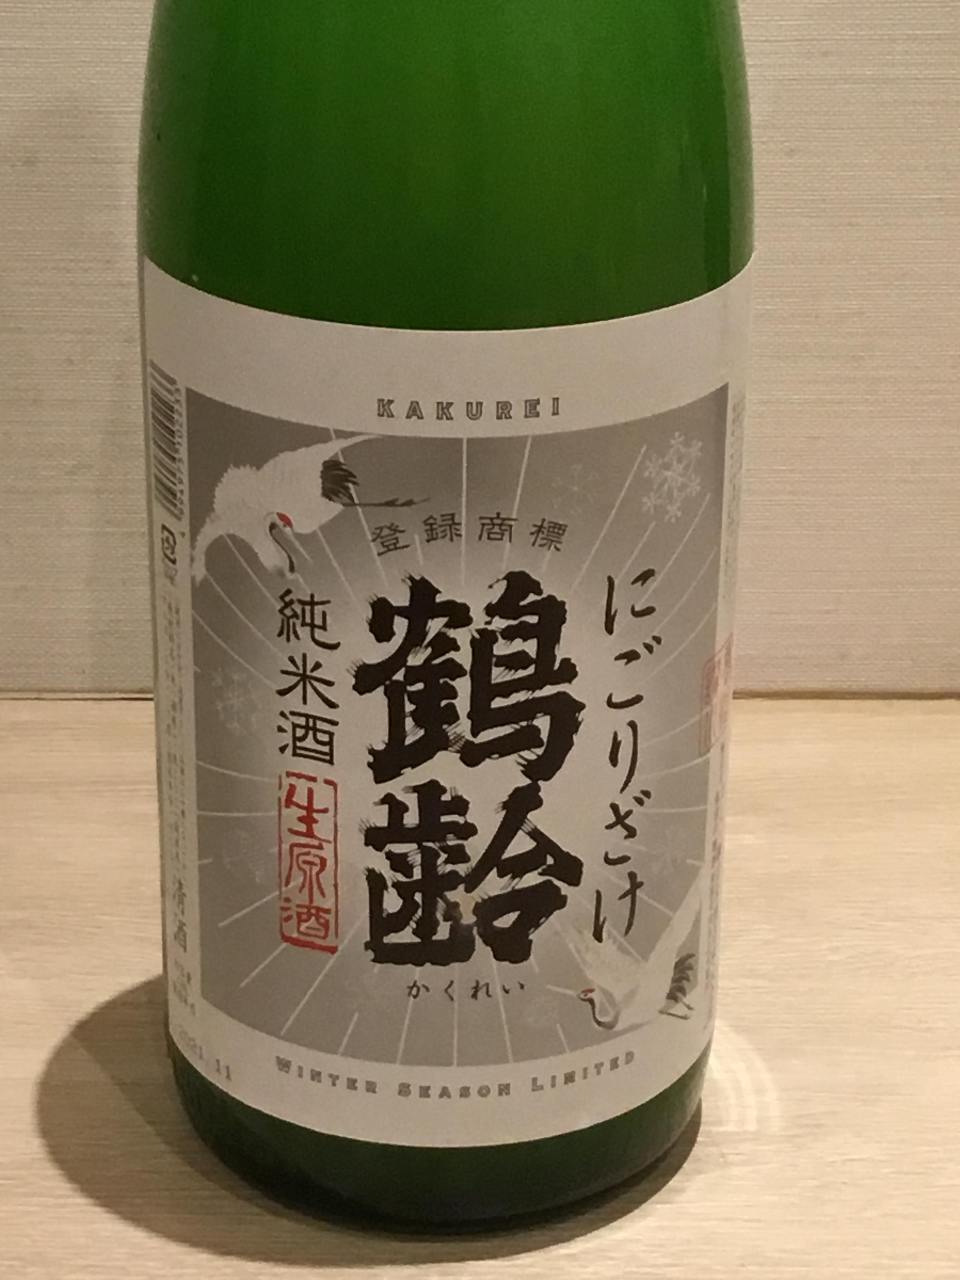 KAKUREI
登録商標
にごりざけ
鶴齢
かくれい
純米酒
生原酒
WINTER SEASON LIMITED
清酒